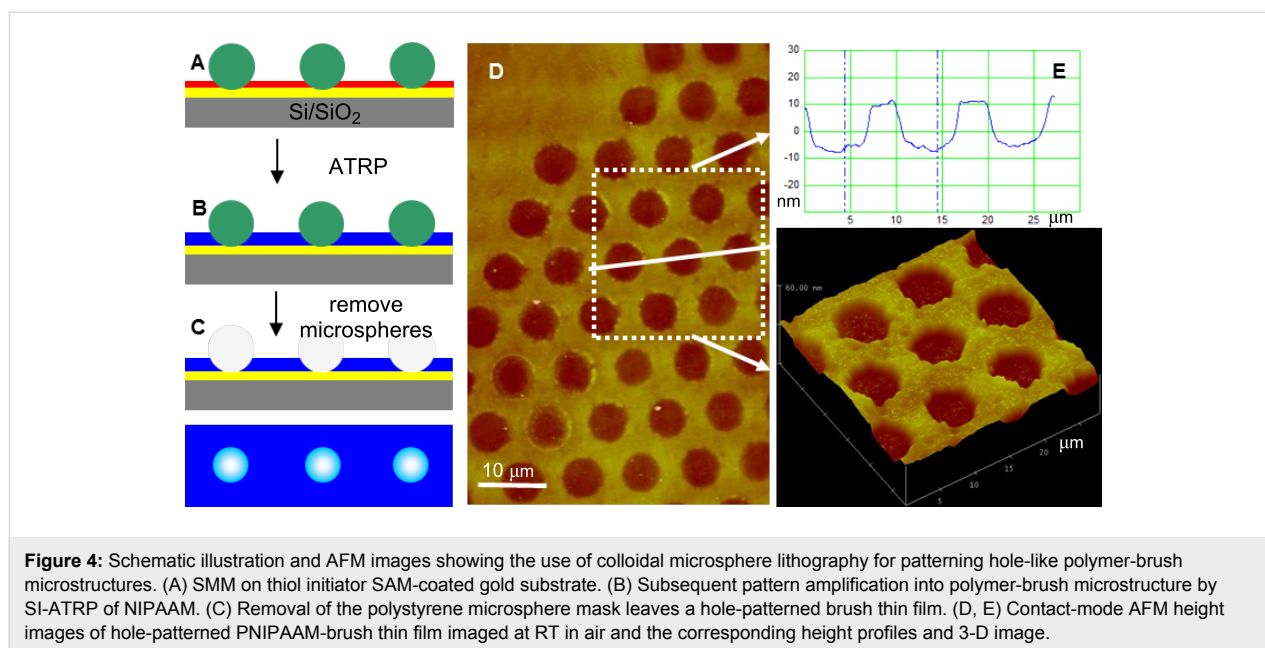 A
Si/SiO2
ATRP
B
remove
microspheres
C
D
10 μm
E
30
20
10
0
-10
-20
nm
5 10 15 20 25 μm
60.00 nm
5
10
15
20
μm
Figure 4: Schematic illustration and AFM images showing the use of colloidal microsphere lithography for patterning hole-like polymer-brush
microstructures. (A) SMM on thiol initiator SAM-coated gold substrate. (B) Subsequent pattern amplification into polymer-brush microstructure by
SI-ATRP of NIPAAM. (C) Removal of the polystyrene microsphere mask leaves a hole-patterned brush thin film. (D, E) Contact-mode AFM height
images of hole-patterned PNIPAAM-brush thin film imaged at RT in air and the corresponding height profiles and 3-D image.